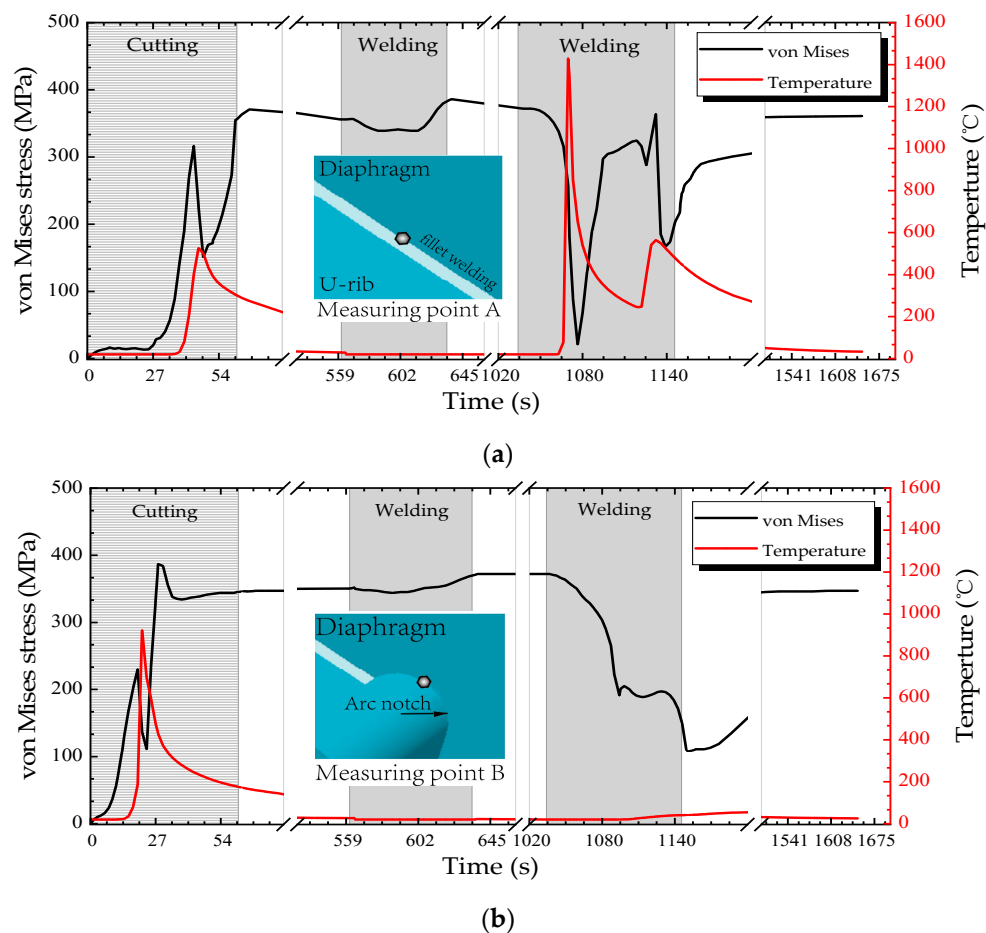 500
400
300
200
100
0
von Mises stress (MPa)
Cutting
Welding
Welding
von Mises
Temperature
1600
1400
1200
1000
800
600
400
200
0
Temperture (℃)
Diaphragm
fillet welding
U-rib
Measuring point A
0 27 54 559 602 645 1020 1080 1140 1541 1608 1675
Time (s)
(a)
500
400
300
200
100
0
von Mises stress (MPa)
Cutting
Welding
Welding
von Mises
Temperature
1600
1400
1200
1000
800
600
400
200
0
Temperture (℃)
Diaphragm
Arc notch
Measuring point B
0 27 54 559 602 645 1020 1080 1140 1541 1608 1675
Time (s)
(b)